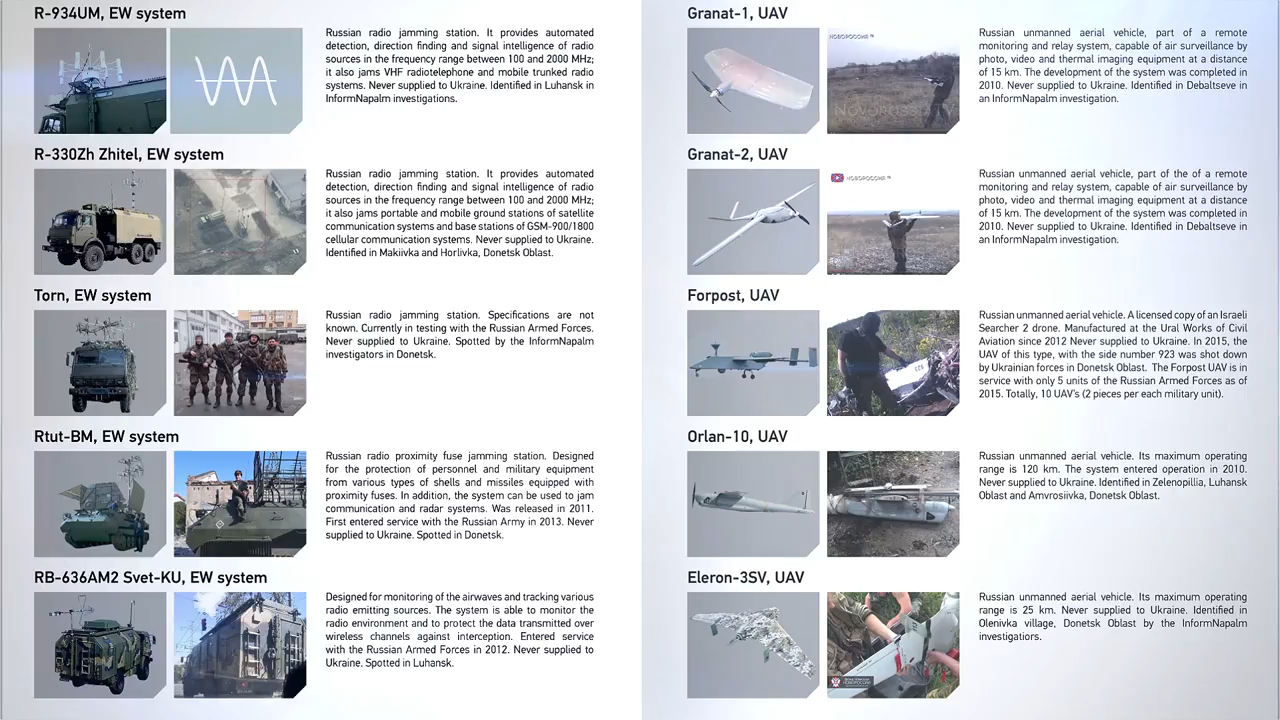 R-934UM, EW system
Russian radio jamming station. It provides automated
detection, direction finding and signal intelligence of radio
sources in the frequency range between 100 and 2000 MHz;
it also jams VHF radiotelephone and mobile trunked radio
systems. Never supplied to Ukraine. Identified in Luhansk in
InformNapalm investigations.
R-330Zh Zhitel, EW system
Russian radio jamming station. It provides automated
detection, direction finding and signal intelligence of radio
sources in the frequency range between 100 and 2000 MHz;
it also jams portable and mobile ground stations of satellite
communication systems and base stations of GSM-900/1800
cellular communication systems. Never supplied to Ukraine.
Identified in Makiivka and Horlivka, Donetsk Oblast.
Torn, EW system
Russian radio jamming station. Specifications are not
known. Currently in testing with the Russian Armed Forces.
Never supplied to Ukraine. Spotted by the InformNapalm
investigators in Donetsk.
Rtut-BM, EW system
Russian radio proximity fuse jamming station. Designed
for the protection of personnel and military equipment
from various types of shells and missiles equipped with
proximity fuses. In addition, the system can be used to jam
communication and radar systems. Was released in 2011.
First entered service with the Russian Army in 2013. Never
supplied to Ukraine. Spotted in Donetsk.
RB-636AM2 Svet-KU, EW system
Designed for monitoring of the airwaves and tracking various
radio emitting sources. The system is able to monitor the
radio environment and to protect the data transmitted over
wireless channels against interception. Entered service
with the Russian Armed Forces in 2012. Never supplied to
Ukraine. Spotted in Luhansk.
Granat-1, UAV
НОВОРОССИЯ ТВ
NOVOROSS
Russian unmanned aerial vehicle, part of a remote
monitoring and relay system, capable of air surveillance by
photo, video and thermal imaging equipment at a distance
of 15 km. The development of the system was completed in
2010. Never supplied to Ukraine. Identified in Debaltseve in
an InformNapalm investigation.
Granat-2, UAV
НОВОРОССИЯ ТВ
Russian unmanned aerial vehicle, part of the of a remote
monitoring and relay system, capable of air surveillance by
photo, video and thermal imaging equipment at a distance
of 15 km. The development of the system was completed in
2010. Never supplied to Ukraine. Identified in Debaltseve in
an InformNapalm investigation.
Forpost, UAV
923
Russian unmanned aerial vehicle. A licensed copy of an Israeli
Searcher 2 drone. Manufactured at the Ural Works of Civil
Aviation since 2012 Never supplied to Ukraine. In 2015, the
UAV of this type, with the side number 923 was shot down
by Ukrainian forces in Donetsk Oblast. The Forpost UAV is in
service with only 5 units of the Russian Armed Forces as of
2015. Totally, 10 UAV's (2 pieces per each military unit).
Orlan-10, UAV
Russian unmanned aerial vehicle. Its maximum operating
range is 120 km. The system entered operation in 2010.
Never supplied to Ukraine. Identified in Zelenopillia, Luhansk
Oblast and Amvrosiivka, Donetsk Oblast.
Eleron-3SV, UAV
НОВОРОССИЯ
Russian unmanned aerial vehicle. Its maximum operating
range is 25 km. Never supplied to Ukraine. Identified in
Olenivka village, Donetsk Oblast by the InformNapalm
investigatiors.